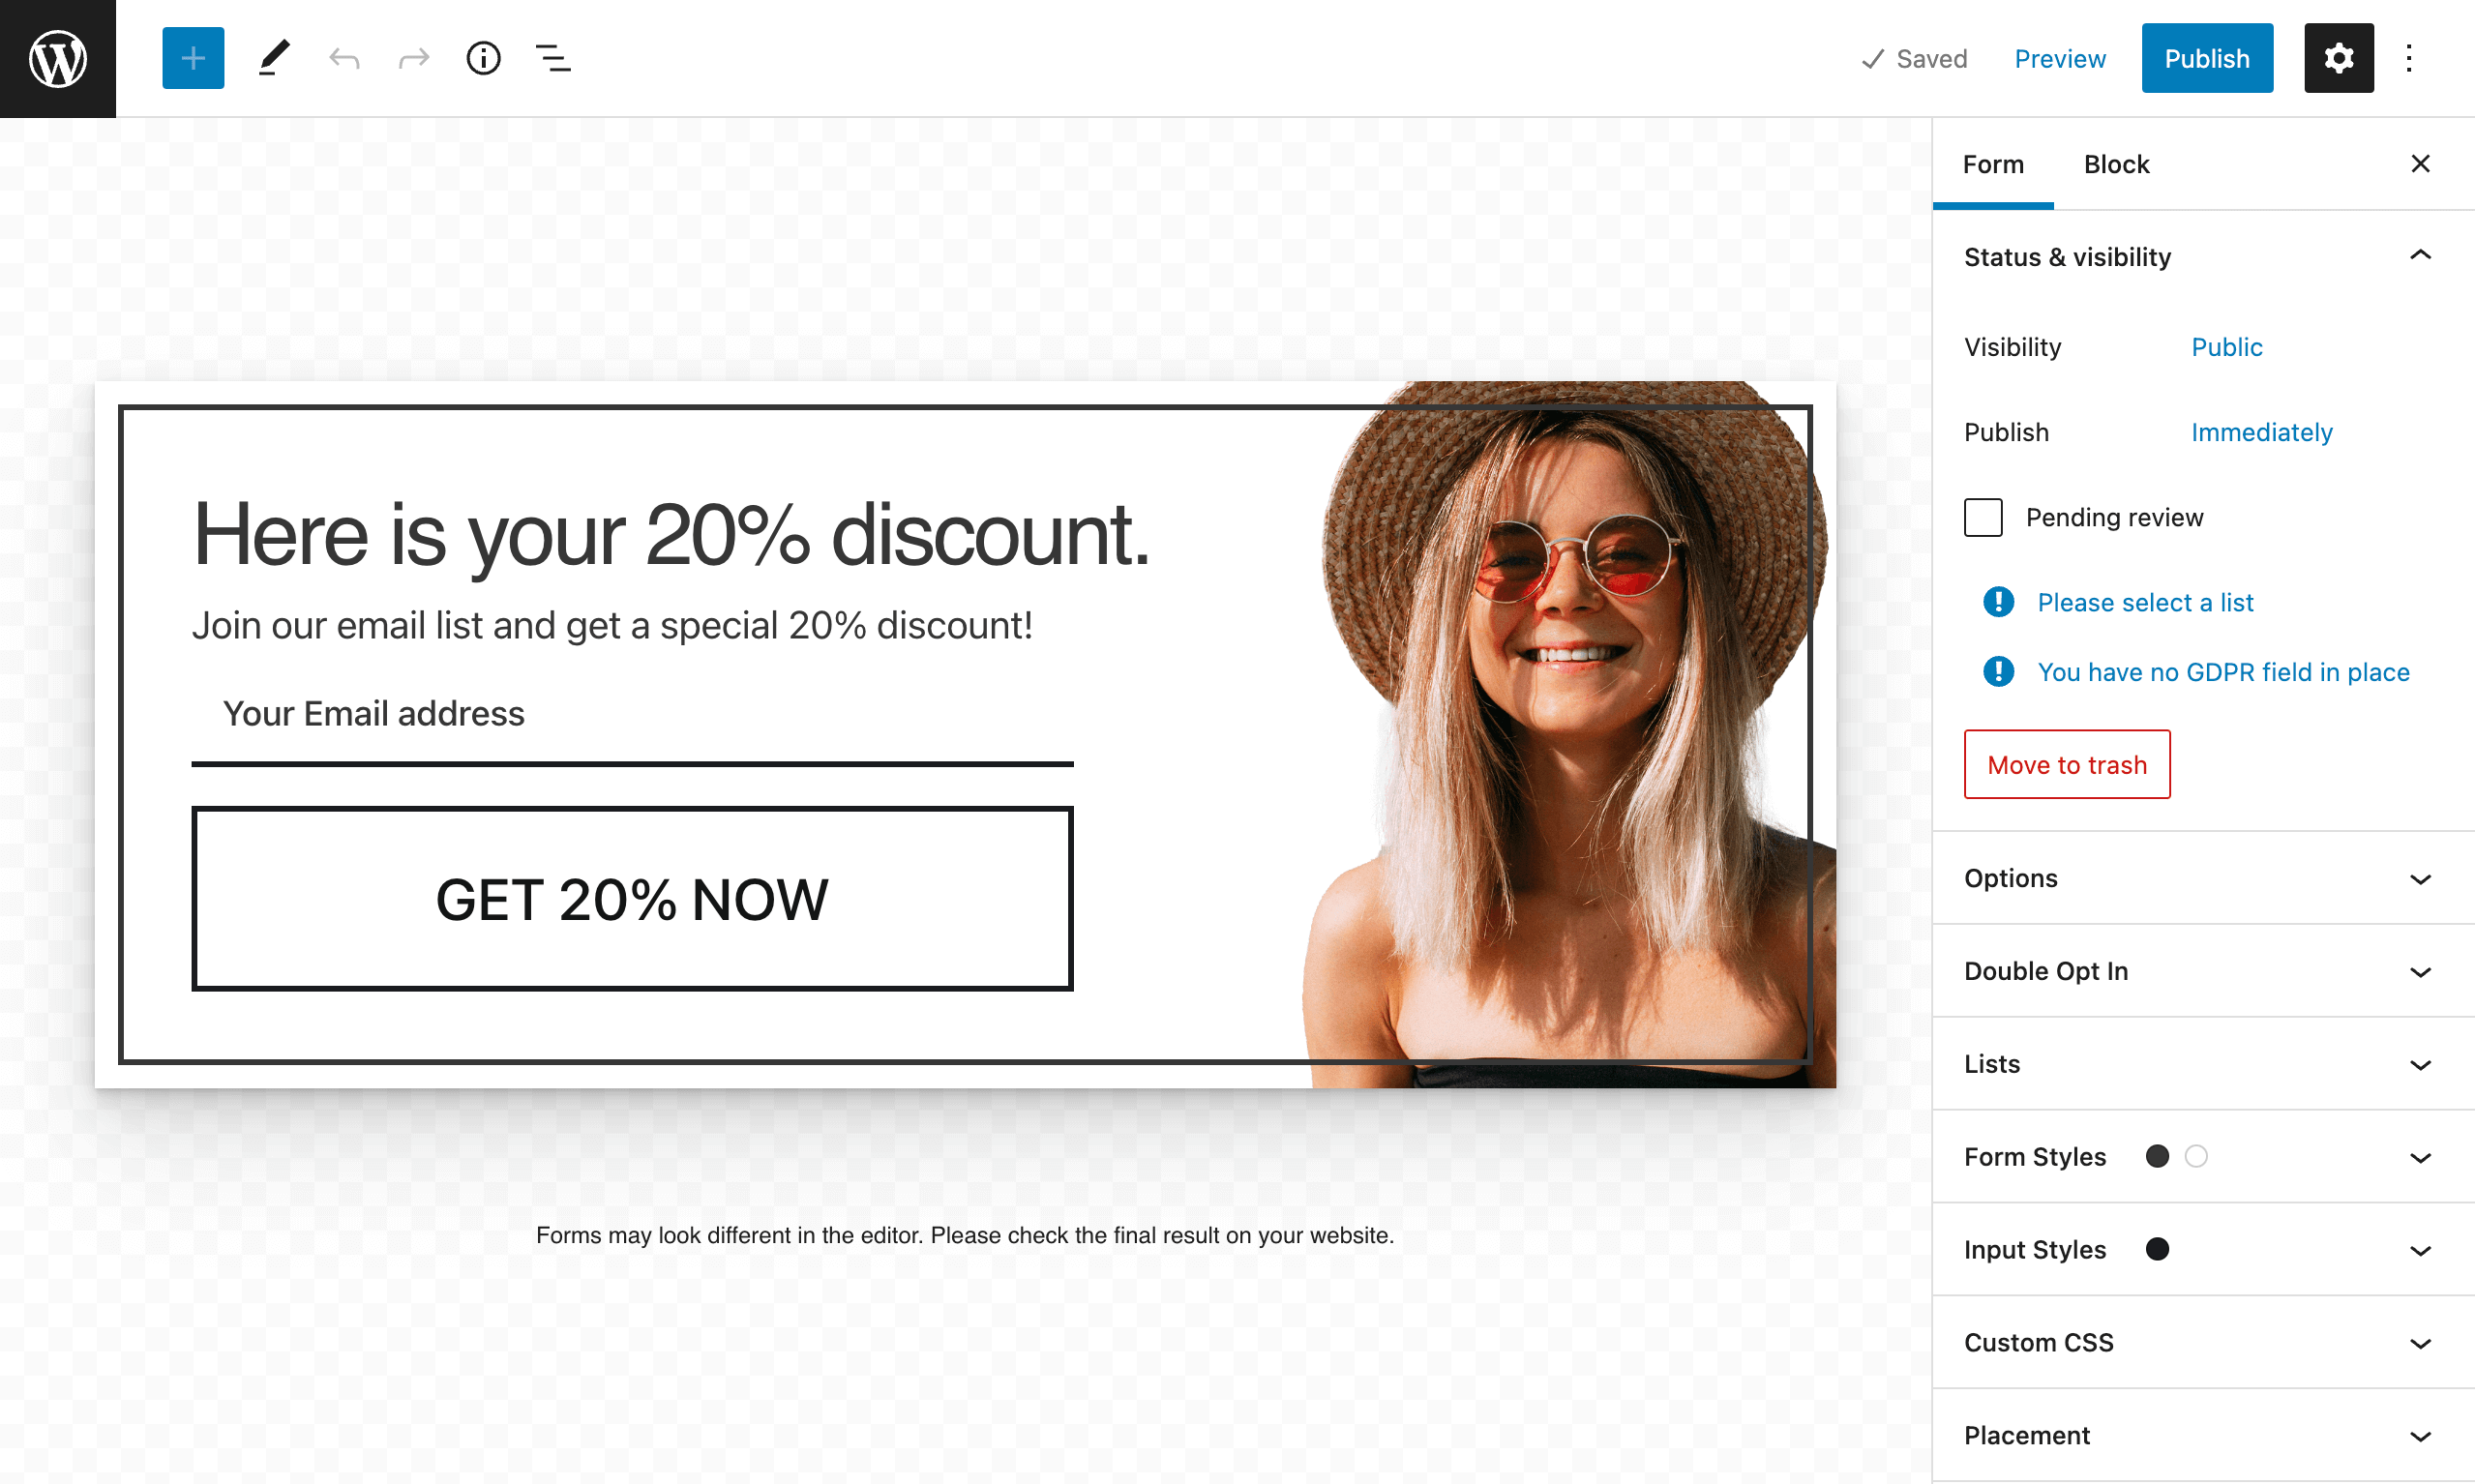 Saved Preview Publish
Form Block
Status & visibility
Visibility Public
Publish Immediately
Pending review
Please select a list
You have no GDPR field in place
Move to trash
Options
Double Opt In
Lists
Form Styles
Input Styles
Custom CSS
Placement
Here is your 20% discount.
Join our email list and get a special 20% discount!
Your Email address
GET 20% NOW
Forms may look different in the editor. Please check the final result on your website.